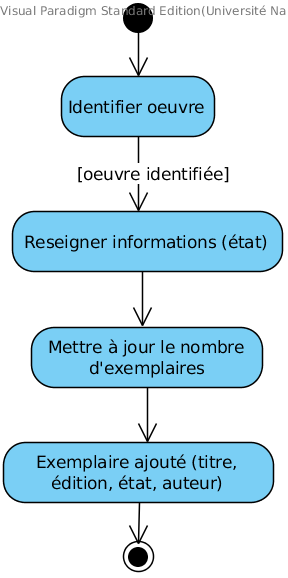 Visual Paradigm Standard Edition(Université Na
Identifier oeuvre
[oeuvre identifiée]
Reseigner informations (état)
Mettre à jour le nombre
d'exemplaires
Exemplaire ajouté (titre,
édition, état, auteur)